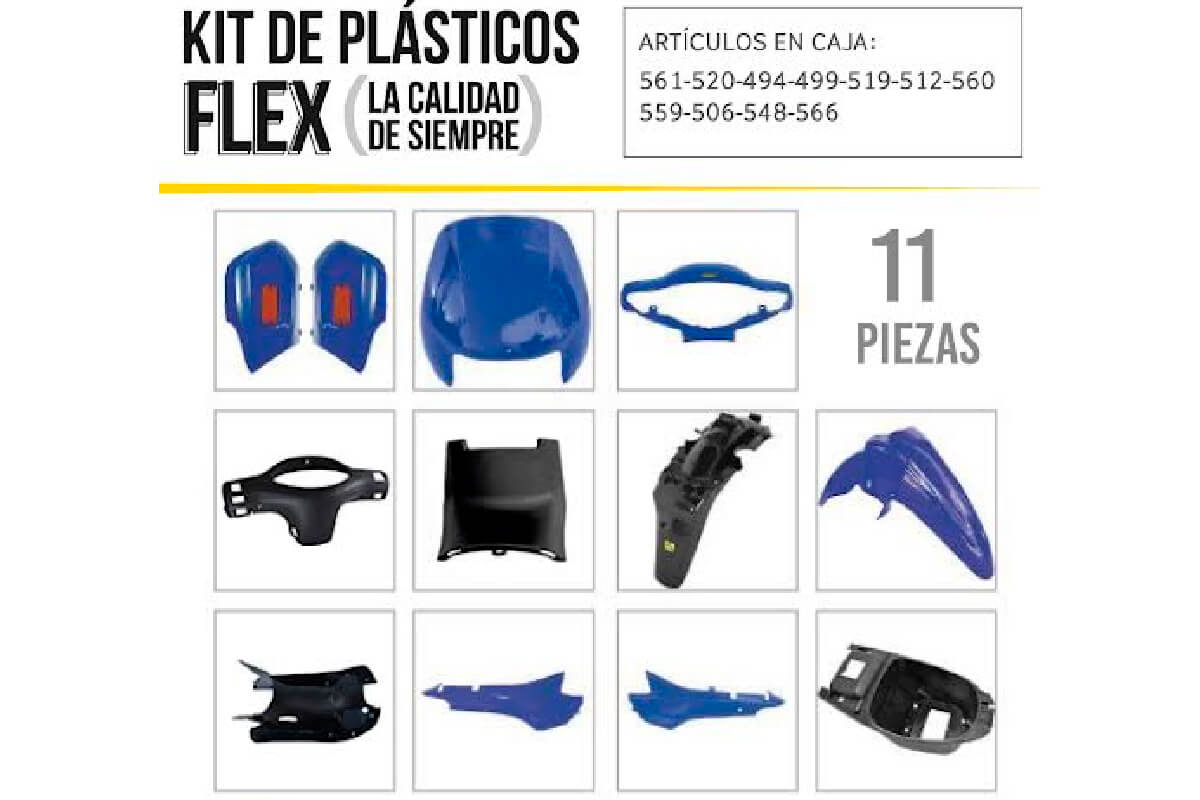 KIT DE PLÁSTICOS
FLEX (LA CALIDAD
DE SIEMPRE)
ARTÍCULOS EN CAJA:
561-520-494-499-519-512-560
559-506-548-566
11
PIEZAS